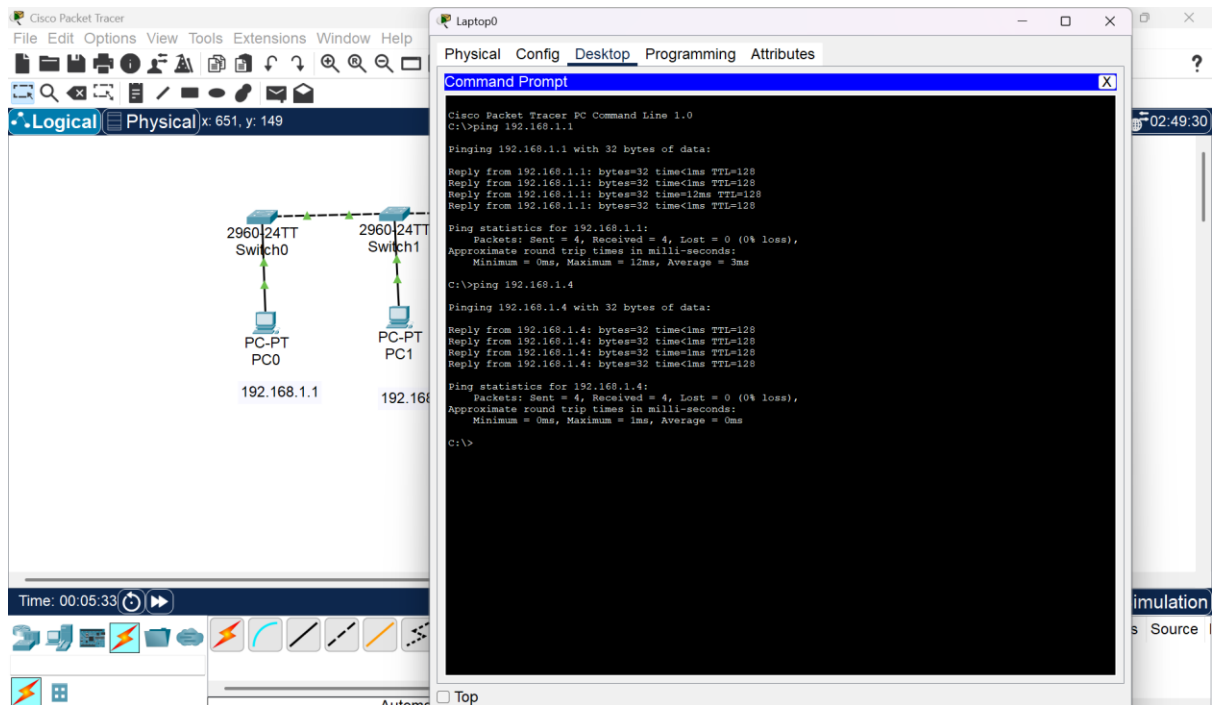 Cisco Packet Tracer
File Edit Options View Tools Extensions Window Help
Logical Physical x: 651, y: 149
2960-24TT
Switch0
2960-24TT
Switch1
PC-PT
PC0
PC-PT
PC1
192.168.1.1
192.168
Time: 00:05:33
Laptop0
Physical Config Desktop Programming Attributes
Command Prompt
X
Cisco Packet Tracer PC Command Line 1.0
C:\>ping 192.168.1.1
Pinging 192.168.1.1 with 32 bytes of data:
Reply from 192.168.1.1: bytes=32 time<1ms TTL=128
Reply from 192.168.1.1: bytes=32 time<1ms TTL=128
Reply from 192.168.1.1: bytes=32 time=12ms TTL=128
Reply from 192.168.1.1: bytes=32 time<1ms TTL=128
Ping statistics for 192.168.1.1:
Packets: Sent = 4, Received = 4, Lost = 0 (0% loss),
Approximate round trip times in milli-seconds:
Minimum = 0ms, Maximum = 12ms, Average = 3ms
C:\>ping 192.168.1.4
Pinging 192.168.1.4 with 32 bytes of data:
Reply from 192.168.1.4: bytes=32 time<1ms TTL=128
Reply from 192.168.1.4: bytes=32 time<1ms TTL=128
Reply from 192.168.1.4: bytes=32 time=1ms TTL=128
Reply from 192.168.1.4: bytes=32 time<1ms TTL=128
Ping statistics for 192.168.1.4:
Packets: Sent = 4, Received = 4, Lost = 0 (0% loss),
Approximate round trip times in milli-seconds:
Minimum = 0ms, Maximum = 1ms, Average = 0ms
C:\>
Top
?
02:49:30
imulation
s Source